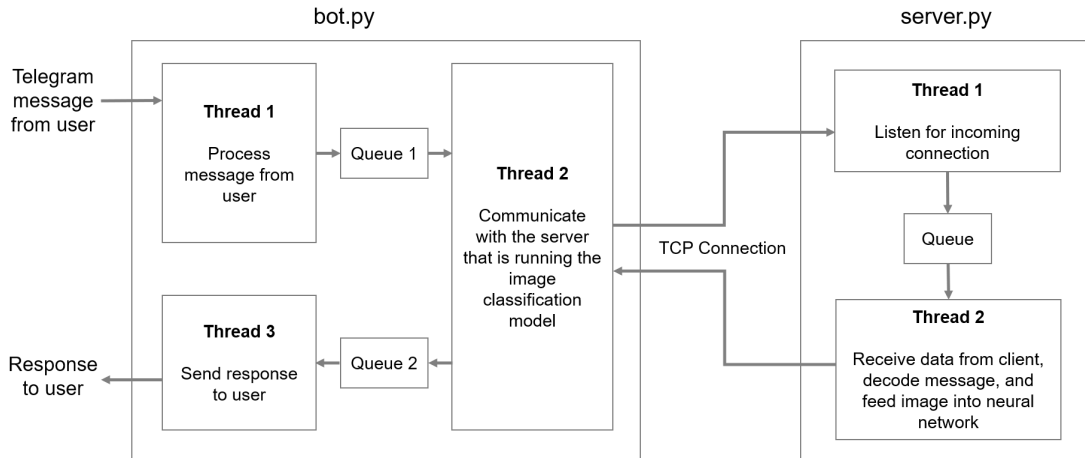 bot.py
server.py
Telegram
message
from user
Thread 1
Process
message from
user
Queue 1
Thread 2
Communicate
with the server
that is running the
image
classification
model
TCP Connection
Thread 1
Listen for incoming
connection
Queue
Thread 2
Receive data from client,
decode message, and
feed image into neural
network
Queue 2
Thread 3
Send response
to user
Response
to user